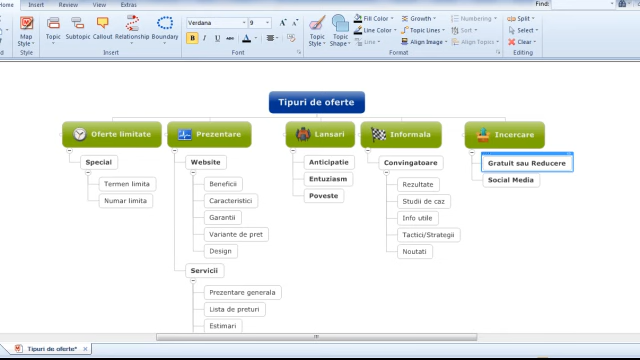 Home Insert Review Extras
Find:
Map Style
Topic Subtopic Callout Relationship Boundary
Insert
Verdana 9
B I U ABC
Font
Topic Style Topic Shape
Fill Color Growth Numbering
Line Color Topic Lines Sort
Line Align Image Align Topics
Formatting
Split
Select
Clear
Editing
Tipuri de oferte
Oferte limitate Prezentare Lansari Informala Incercare
Special
Termen limita
Numar limita
Website
Beneficii
Caracteristici
Garantii
Variante de pret
Design
Servicii
Prezentare generala
Lista de preturi
Estimari
Anticipatie
Entuziasm
Poveste
Convingatoare
Rezultate
Studii de caz
Info utile
Tactici/Strategii
Noutati
Gratuit sau Reducere
Social Media
Tipuri de oferte*